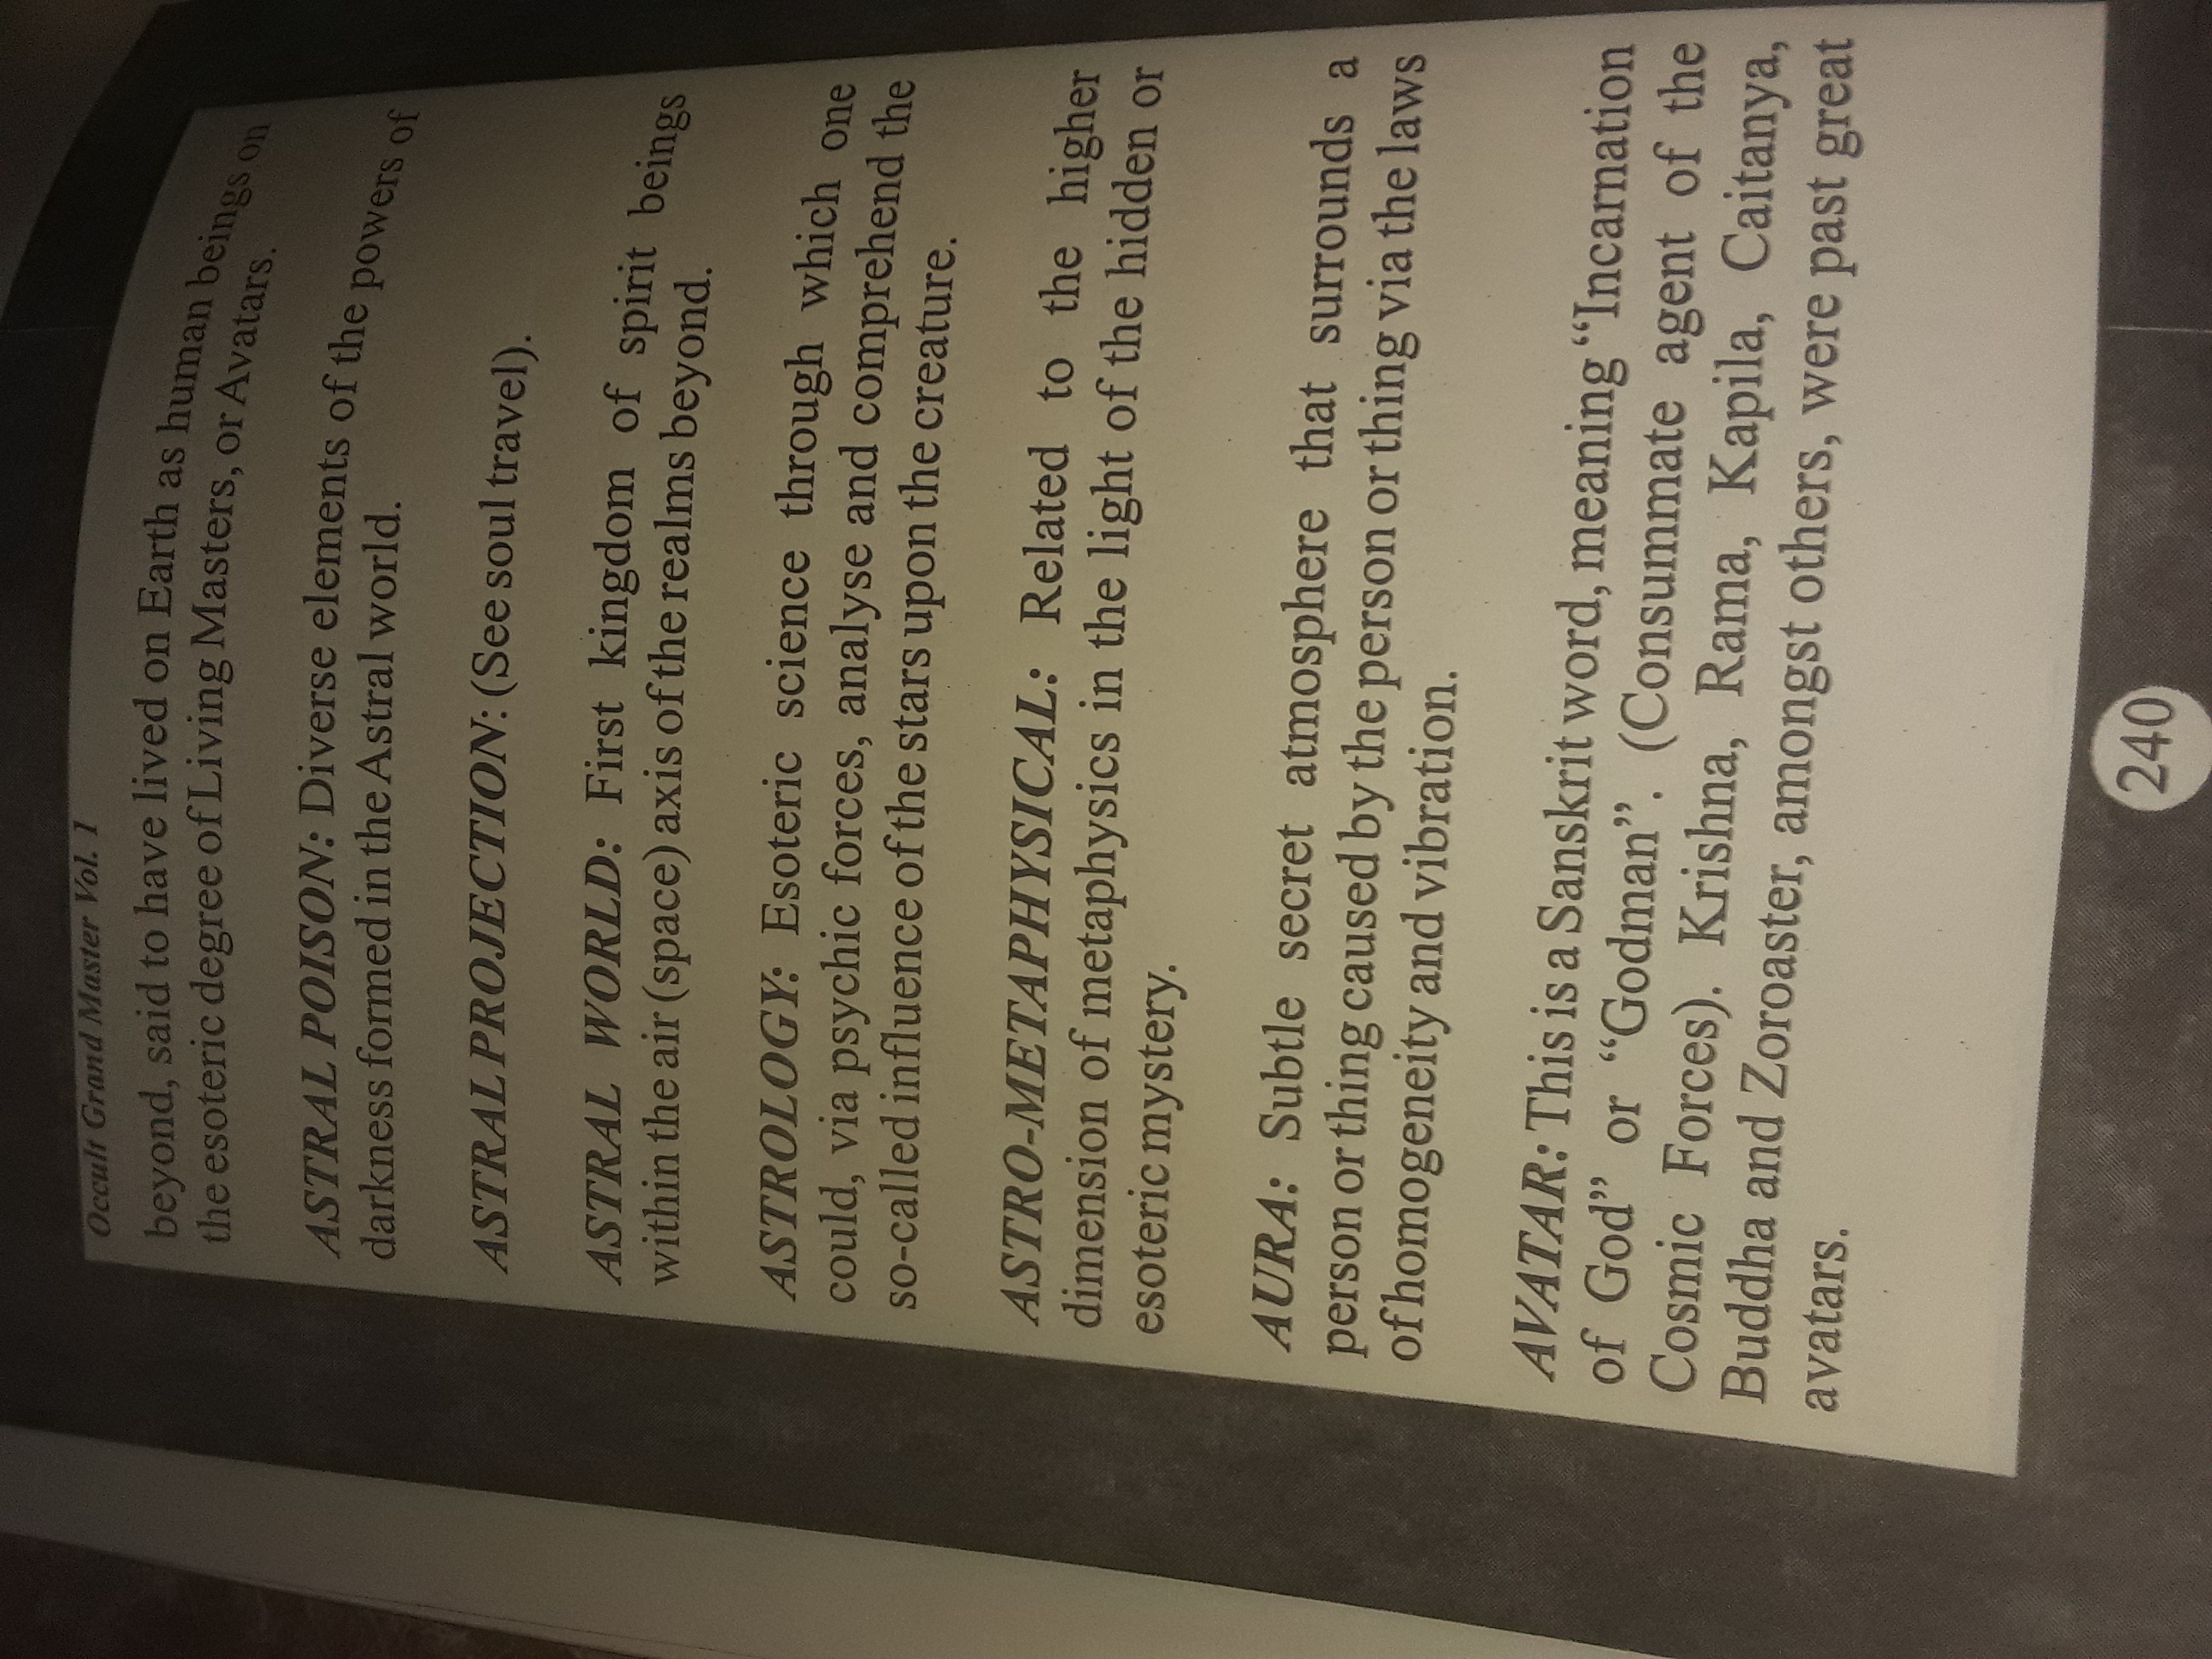 Occult Grand Master Vol. 1
beyond, said to have lived on Earth as human beings on
the esoteric degree of Living Masters, or Avatars.
ASTRAL POISON: Diverse elements of the powers of
darkness formed in the Astral world.
ASTRAL PROJECTION: (See soul travel).
ASTRAL WORLD: First kingdom of spirit beings
within the air (space) axis of the realms beyond.
ASTROLOGY: Esoteric science through which one
could, via psychic forces, analyse and comprehend the
so-called influence of the stars upon the creature.
ASTRO-METAPHYSICAL: Related to the higher
dimension of metaphysics in the light of the hidden or
esoteric mystery.
AURA: Subtle secret atmosphere that surrounds a
person or thing caused by the person or thing via the laws
of homogeneity and vibration.
AVATAR: This is a Sanskrit word, meaning “Incarnation
of God” or “Godman”. (Consummate agent of the
Cosmic Forces). Krishna, Rama, Kapila, Caitanya,
Buddha and Zoroaster, amongst others, were past great
avatars.
240